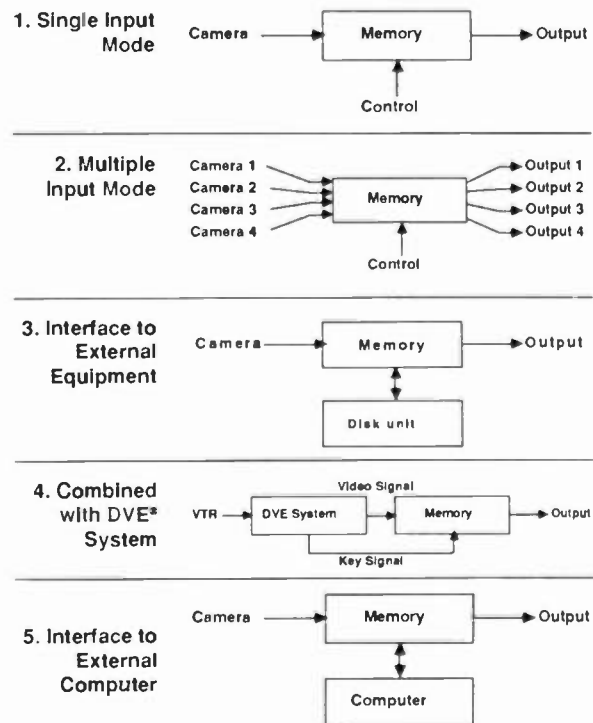 1. Single Input
Mode
Camera
Memory
Output
Control
2. Multiple
Input Mode
Camera 1
Camera 2
Camera 3
Camera 4
Memory
Output 1
Output 2
Output 3
Output 4
Control
3. Interface to
External
Equipment
Camera
Memory
Output
Disk unit
4. Combined
with DVE*
System
VTR
DVE System
Video Signal
Memory
Output
Key Signal
5. Interface to
External
Computer
Camera
Memory
Output
Computer